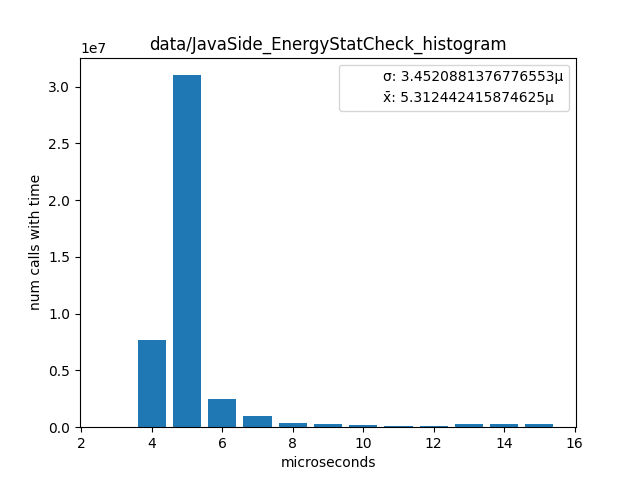 data/JavaSide_EnergyStatCheck_histogram
1e7
σ: 3.4520881376776553μ
x̄: 5.312442415874625μ
3.0
2.5
2.0
1.5
1.0
0.5
0.0
num calls with time
2 4 6 8 10 12 14 16
microseconds